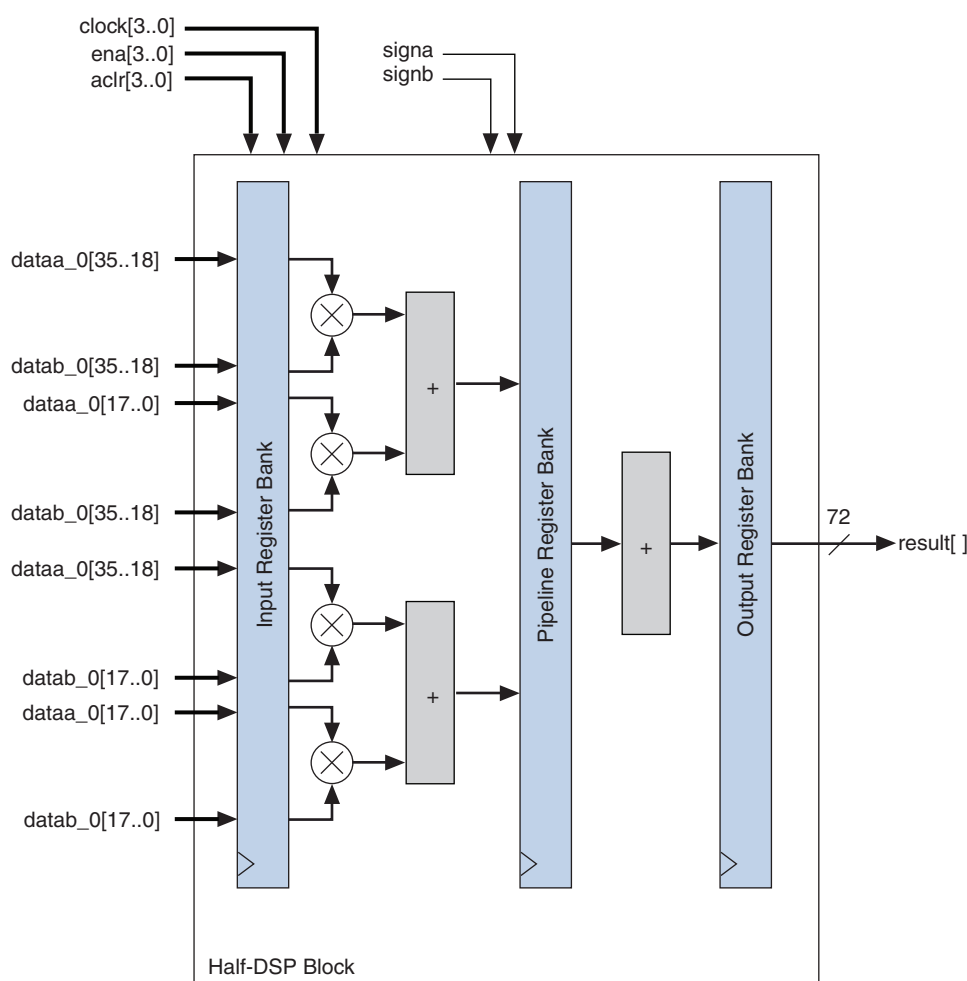 clock[3..0]
ena[3..0]
aclr[3..0]
signa
signb
dataa_0[35..18]
datab_0[35..18]
dataa_0[17..0]
datab_0[35..18]
dataa_0[35..18]
datab_0[17..0]
dataa_0[17..0]
datab_0[17..0]
Input Register Bank
+
+
Pipeline Register Bank
+
Output Register Bank
72
result[ ]
Half-DSP Block